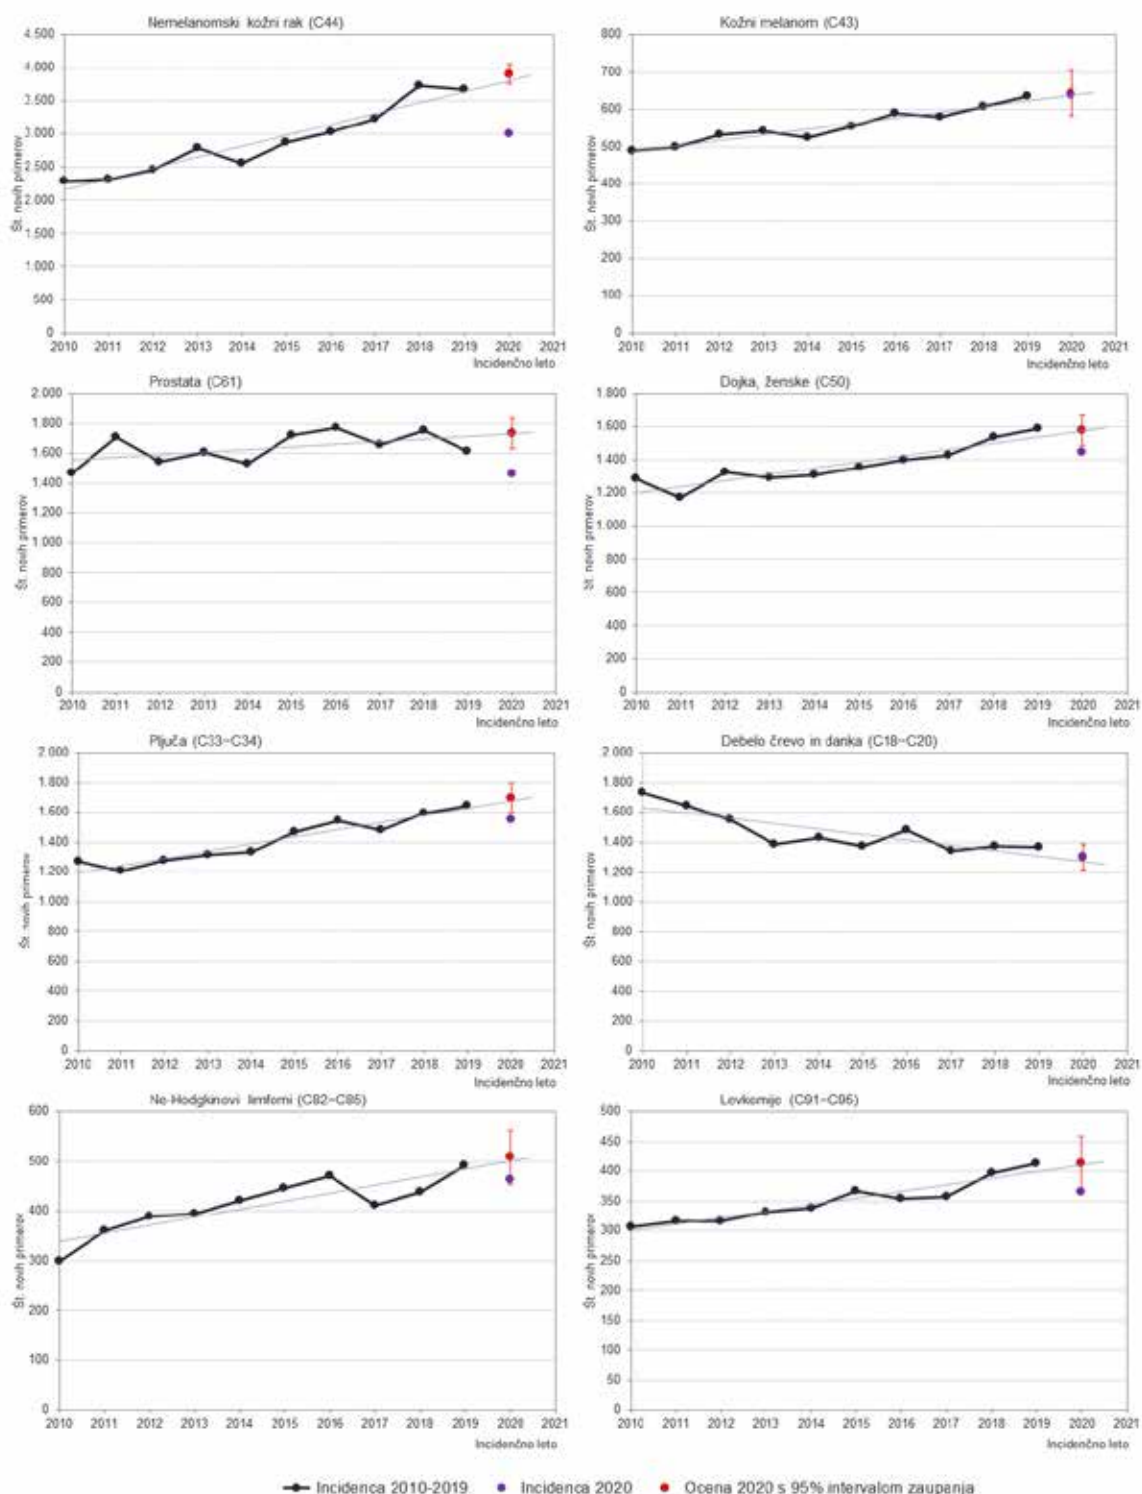 Nemelanomski kožni rak (C44)
4.500
4.000
3.500
3.000
2.500
2.000
1.500
1.000
500
0
Št. novih primerov
2010 2011 2012 2013 2014 2015 2016 2017 2018 2019 2020 2021
Incidenčno leto
Kožni melanom (C43)
800
700
600
500
400
300
200
100
0
Št. novih primerov
2010 2011 2012 2013 2014 2015 2016 2017 2018 2019 2020 2021
Incidenčno leto
Prostata (C61)
2.000
1.800
1.600
1.400
1.200
1.000
800
600
400
200
0
Št. novih primerov
2010 2011 2012 2013 2014 2015 2016 2017 2018 2019 2020 2021
Incidenčno leto
Dojka, ženske (C50)
1.800
1.600
1.400
1.200
1.000
800
600
400
200
0
Št. novih primerov
2010 2011 2012 2013 2014 2015 2016 2017 2018 2019 2020 2021
Incidenčno leto
Pljuča (C33–C34)
2.000
1.800
1.600
1.400
1.200
1.000
800
600
400
200
0
Št. novih primerov
2010 2011 2012 2013 2014 2015 2016 2017 2018 2019 2020 2021
Incidenčno leto
Debelo črevo in danka (C18–C20)
2.000
1.800
1.600
1.400
1.200
1.000
800
600
400
200
0
Št. novih primerov
2010 2011 2012 2013 2014 2015 2016 2017 2018 2019 2020 2021
Incidenčno leto
Ne-Hodgkinovi limfomi (C82–C85)
600
500
400
300
200
100
0
Št. novih primerov
2010 2011 2012 2013 2014 2015 2016 2017 2018 2019 2020 2021
Incidenčno leto
Levkemije (C91–C95)
500
450
400
350
300
250
200
150
100
50
0
Št. novih primerov
2010 2011 2012 2013 2014 2015 2016 2017 2018 2019 2020 2021
Incidenčno leto
Incidenca 2010-2019 Incidenca 2020 Ocena 2020 s 95% intervalom zaupanja